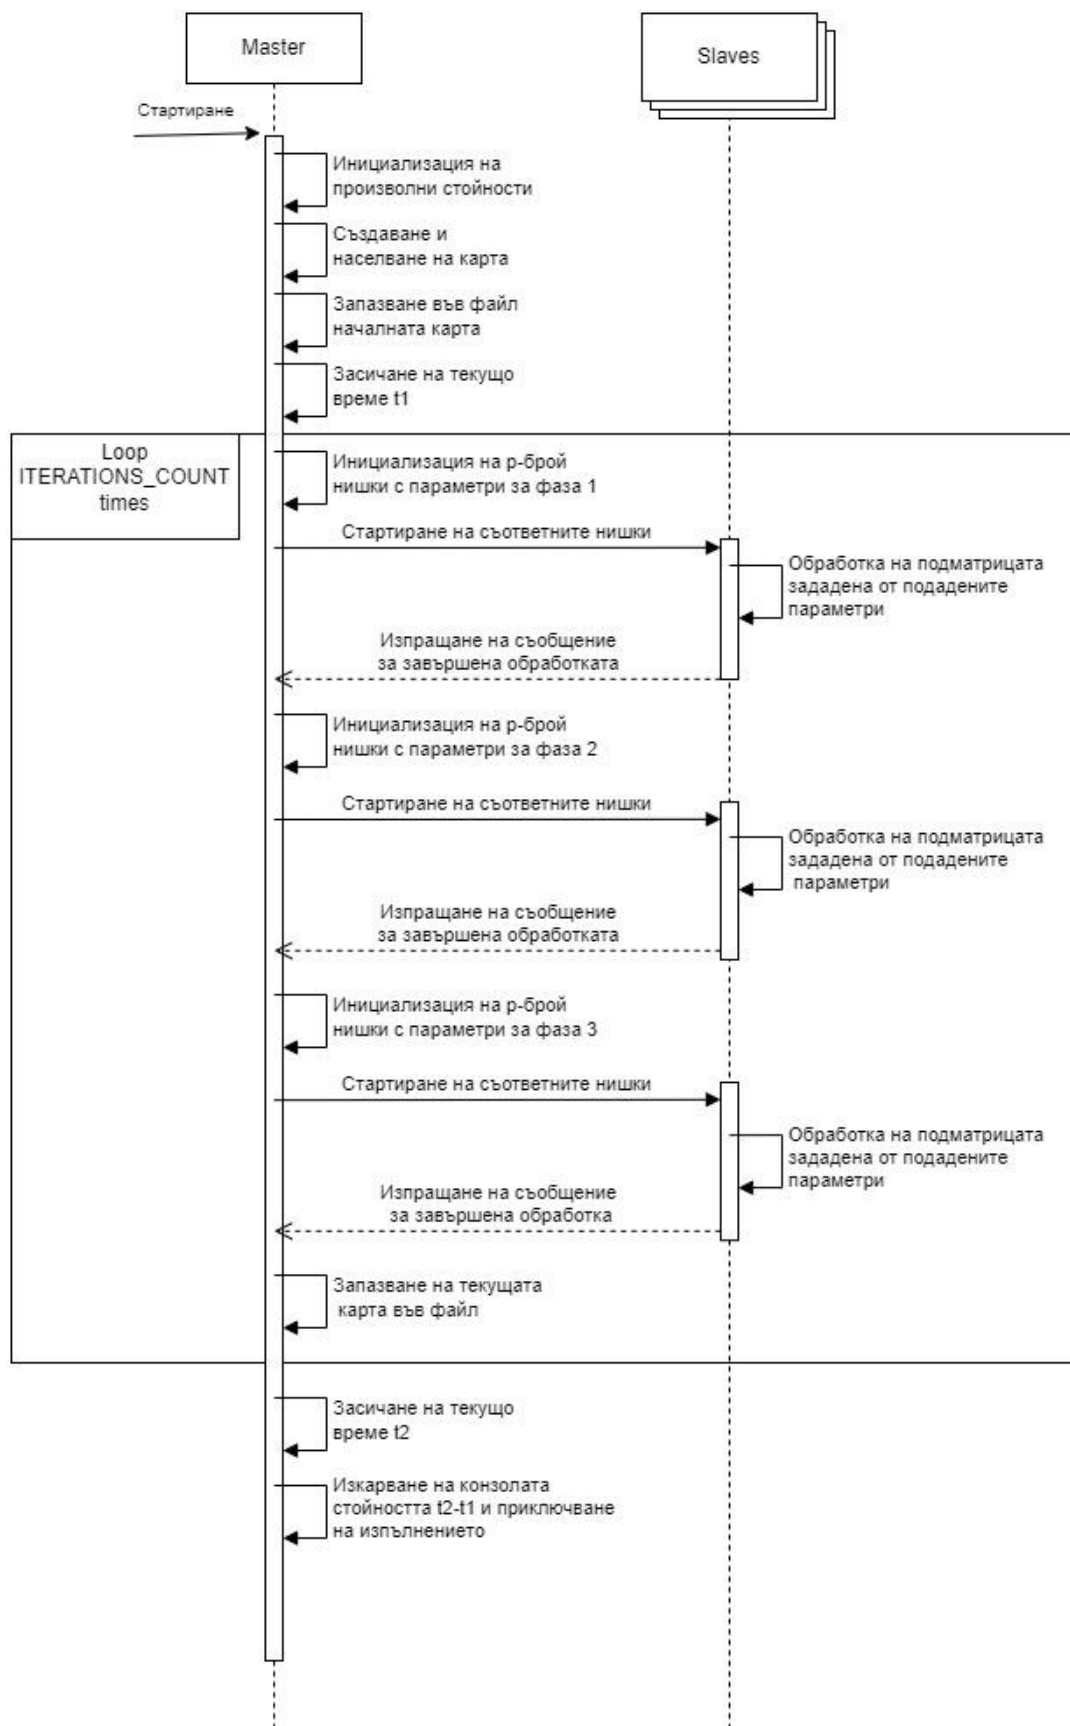 Master
Slaves
Стартиране
Инициализация на
произволни стойности
Създаване и
населване на карта
Запазване във файл
началната карта
Засичане на текущо
време t1
Loop
ITERATIONS_COUNT
times
Инициализация на р-брой
нишки с параметри за фаза 1
Стартиране на съответните нишки
Обработка на подматрицата
зададена от подадените
параметри
Изпращане на съобщение
за завършена обработката
Инициализация на р-брой
нишки с параметри за фаза 2
Стартиране на съответните нишки
Обработка на подматрицата
зададена от подадените
параметри
Изпращане на съобщение
за завършена обработката
Инициализация на р-брой
нишки с параметри за фаза 3
Стартиране на съответните нишки
Обработка на подматрицата
зададена от подадените
параметри
Изпращане на съобщение
за завършена обработка
Запазване на текущата
карта във файл
Засичане на текущо
време t2
Изкарване на конзолата
стойността t2-t1 и приключване
на изпълнението